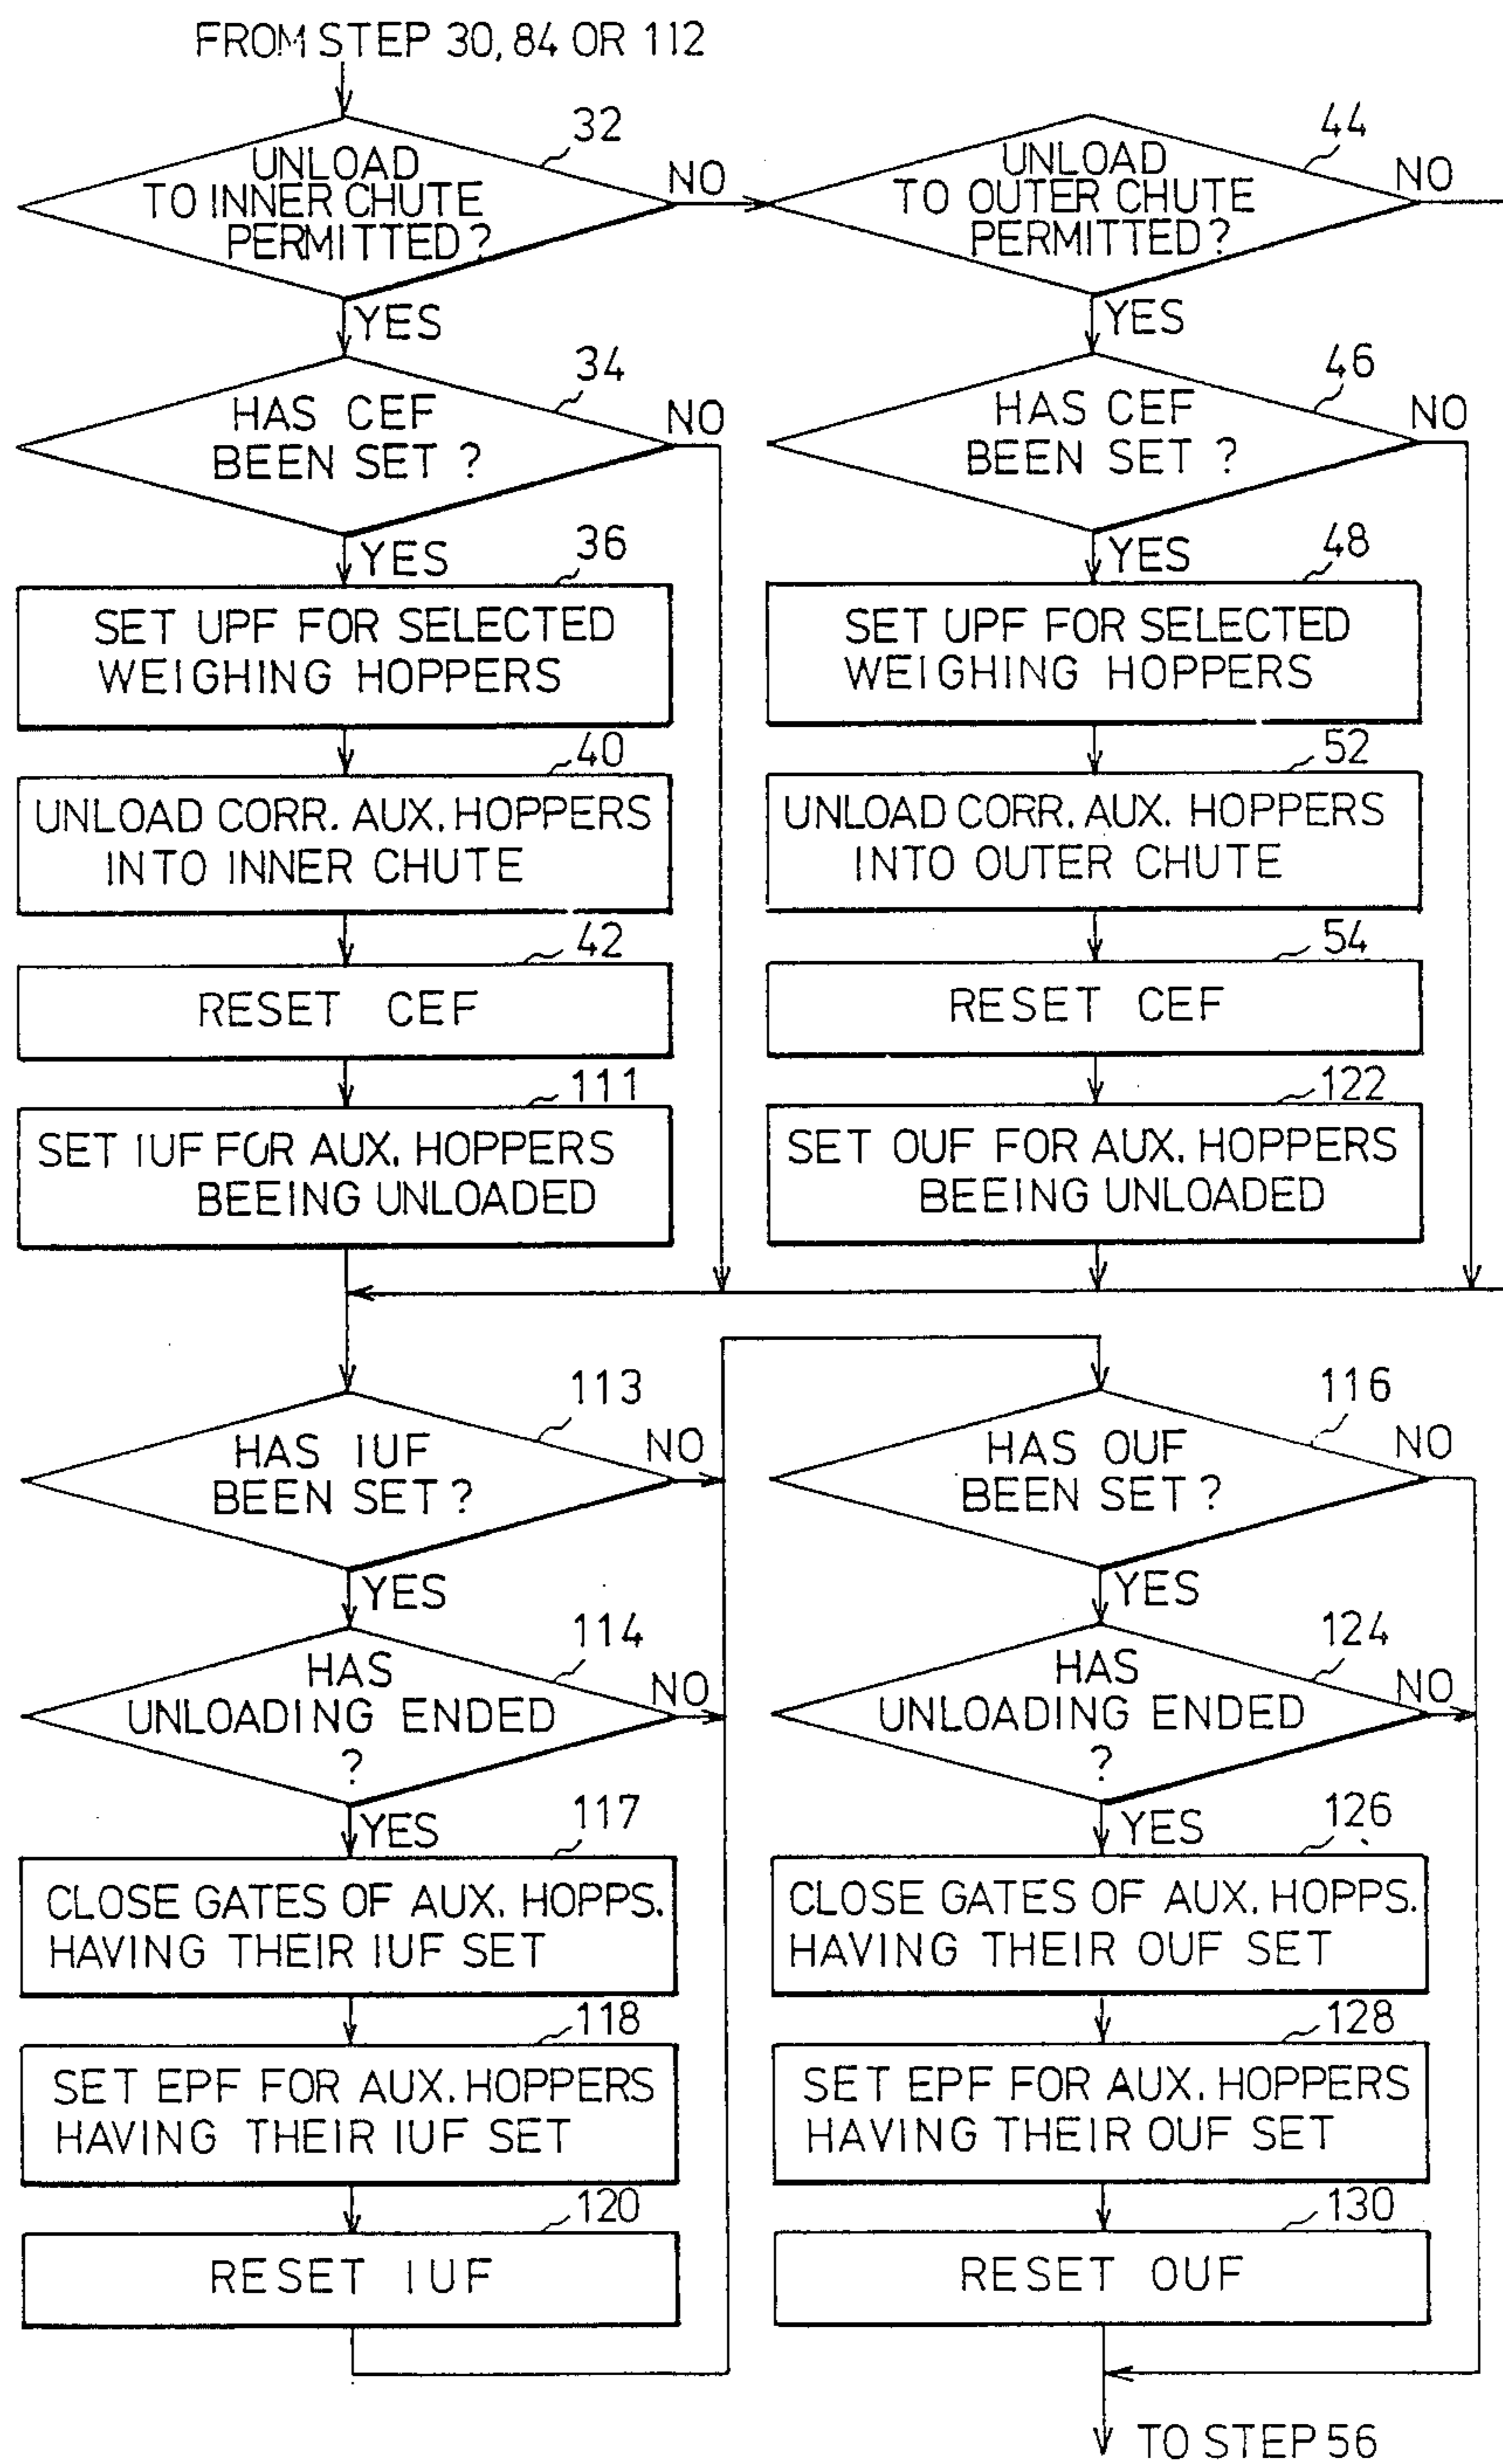 FROM STEP 30, 84 OR 112
32
UNLOAD
TO INNER CHUTE
PERMITTED?
NO
YES
34
HAS CEF
BEEN SET ?
NO
YES
36
SET UPF FOR SELECTED
WEIGHING HOPPERS
40
UNLOAD CORR. AUX. HOPPERS
INTO INNER CHUTE
42
RESET CEF
111
SET IUF FOR AUX. HOPPERS
BEEING UNLOADED
44
UNLOAD
TO OUTER CHUTE
PERMITTED?
NO
YES
46
HAS CEF
BEEN SET ?
NO
YES
48
SET UPF FOR SELECTED
WEIGHING HOPPERS
52
UNLOAD CORR. AUX. HOPPERS
INTO OUTER CHUTE
54
RESET CEF
122
SET OUF FOR AUX. HOPPERS
BEEING UNLOADED
113
HAS IUF
BEEN SET ?
NO
YES
114
HAS
UNLOADING ENDED
?
NO
YES
117
CLOSE GATES OF AUX. HOPPS.
HAVING THEIR IUF SET
118
SET EPF FOR AUX. HOPPERS
HAVING THEIR IUF SET
120
RESET IUF
116
HAS OUF
BEEN SET ?
NO
YES
124
HAS
UNLOADING ENDED
?
NO
YES
126
CLOSE GATES OF AUX. HOPPS.
HAVING THEIR OUF SET
128
SET EPF FOR AUX. HOPPERS
HAVING THEIR OUF SET
130
RESET OUF
TO STEP 56